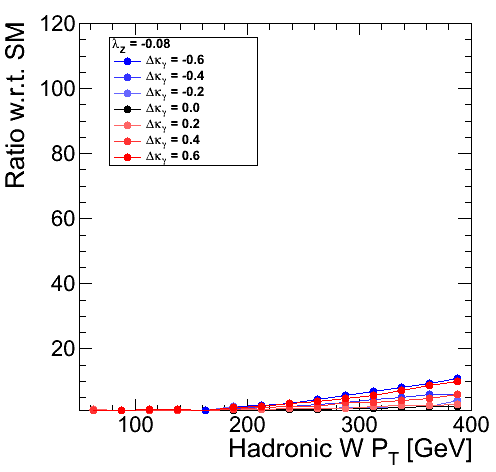 Ratio w.r.t. SM
120
100
80
60
40
20
λZ = -0.08
Δκγ = -0.6
Δκγ = -0.4
Δκγ = -0.2
Δκγ = 0.0
Δκγ = 0.2
Δκγ = 0.4
Δκγ = 0.6
100 200 300 400
Hadronic W PT [GeV]